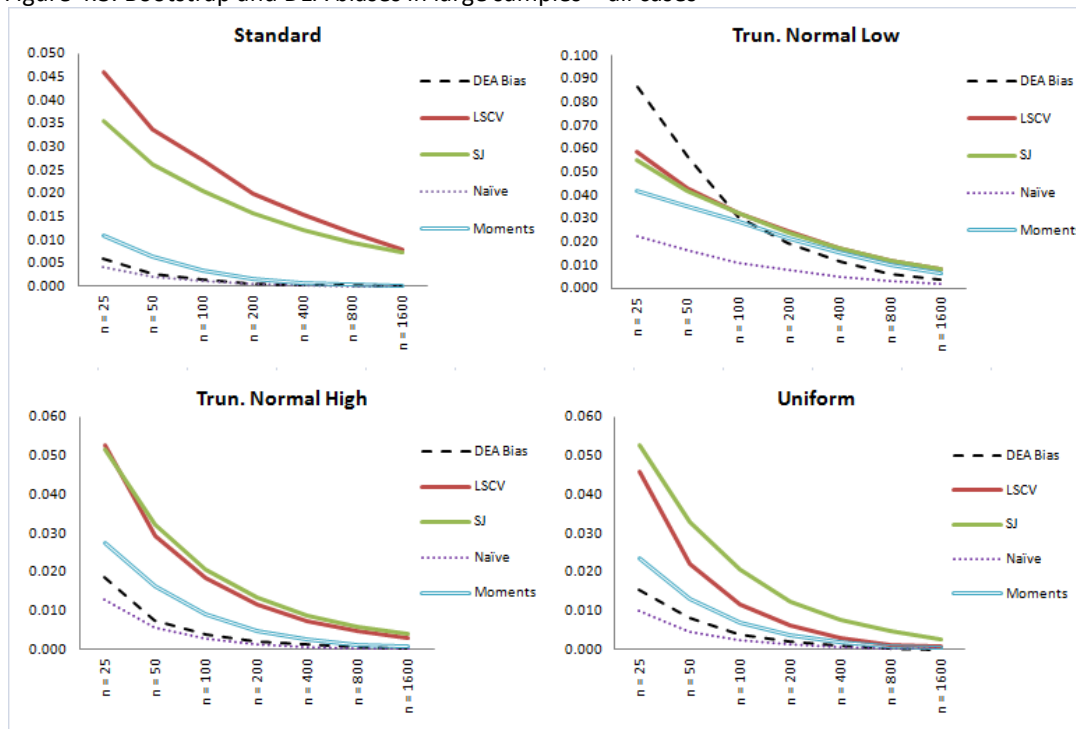 Standard
0.050
0.045
0.040
0.035
0.030
0.025
0.020
0.015
0.010
0.005
0.000
n = 25
n = 50
n = 100
n = 200
n = 400
n = 800
n = 1600
DEA Bias
LSCV
SJ
Naïve
Moments
Trun. Normal Low
0.100
0.090
0.080
0.070
0.060
0.050
0.040
0.030
0.020
0.010
0.000
n = 25
n = 50
n = 100
n = 200
n = 400
n = 800
n = 1600
DEA Bias
LSCV
SJ
Naïve
Moments
Trun. Normal High
0.060
0.050
0.040
0.030
0.020
0.010
0.000
n = 25
n = 50
n = 100
n = 200
n = 400
n = 800
n = 1600
DEA Bias
LSCV
SJ
Naïve
Moments
Uniform
0.060
0.050
0.040
0.030
0.020
0.010
0.000
n = 25
n = 50
n = 100
n = 200
n = 400
n = 800
n = 1600
DEA Bias
LSCV
SJ
Naïve
Moments